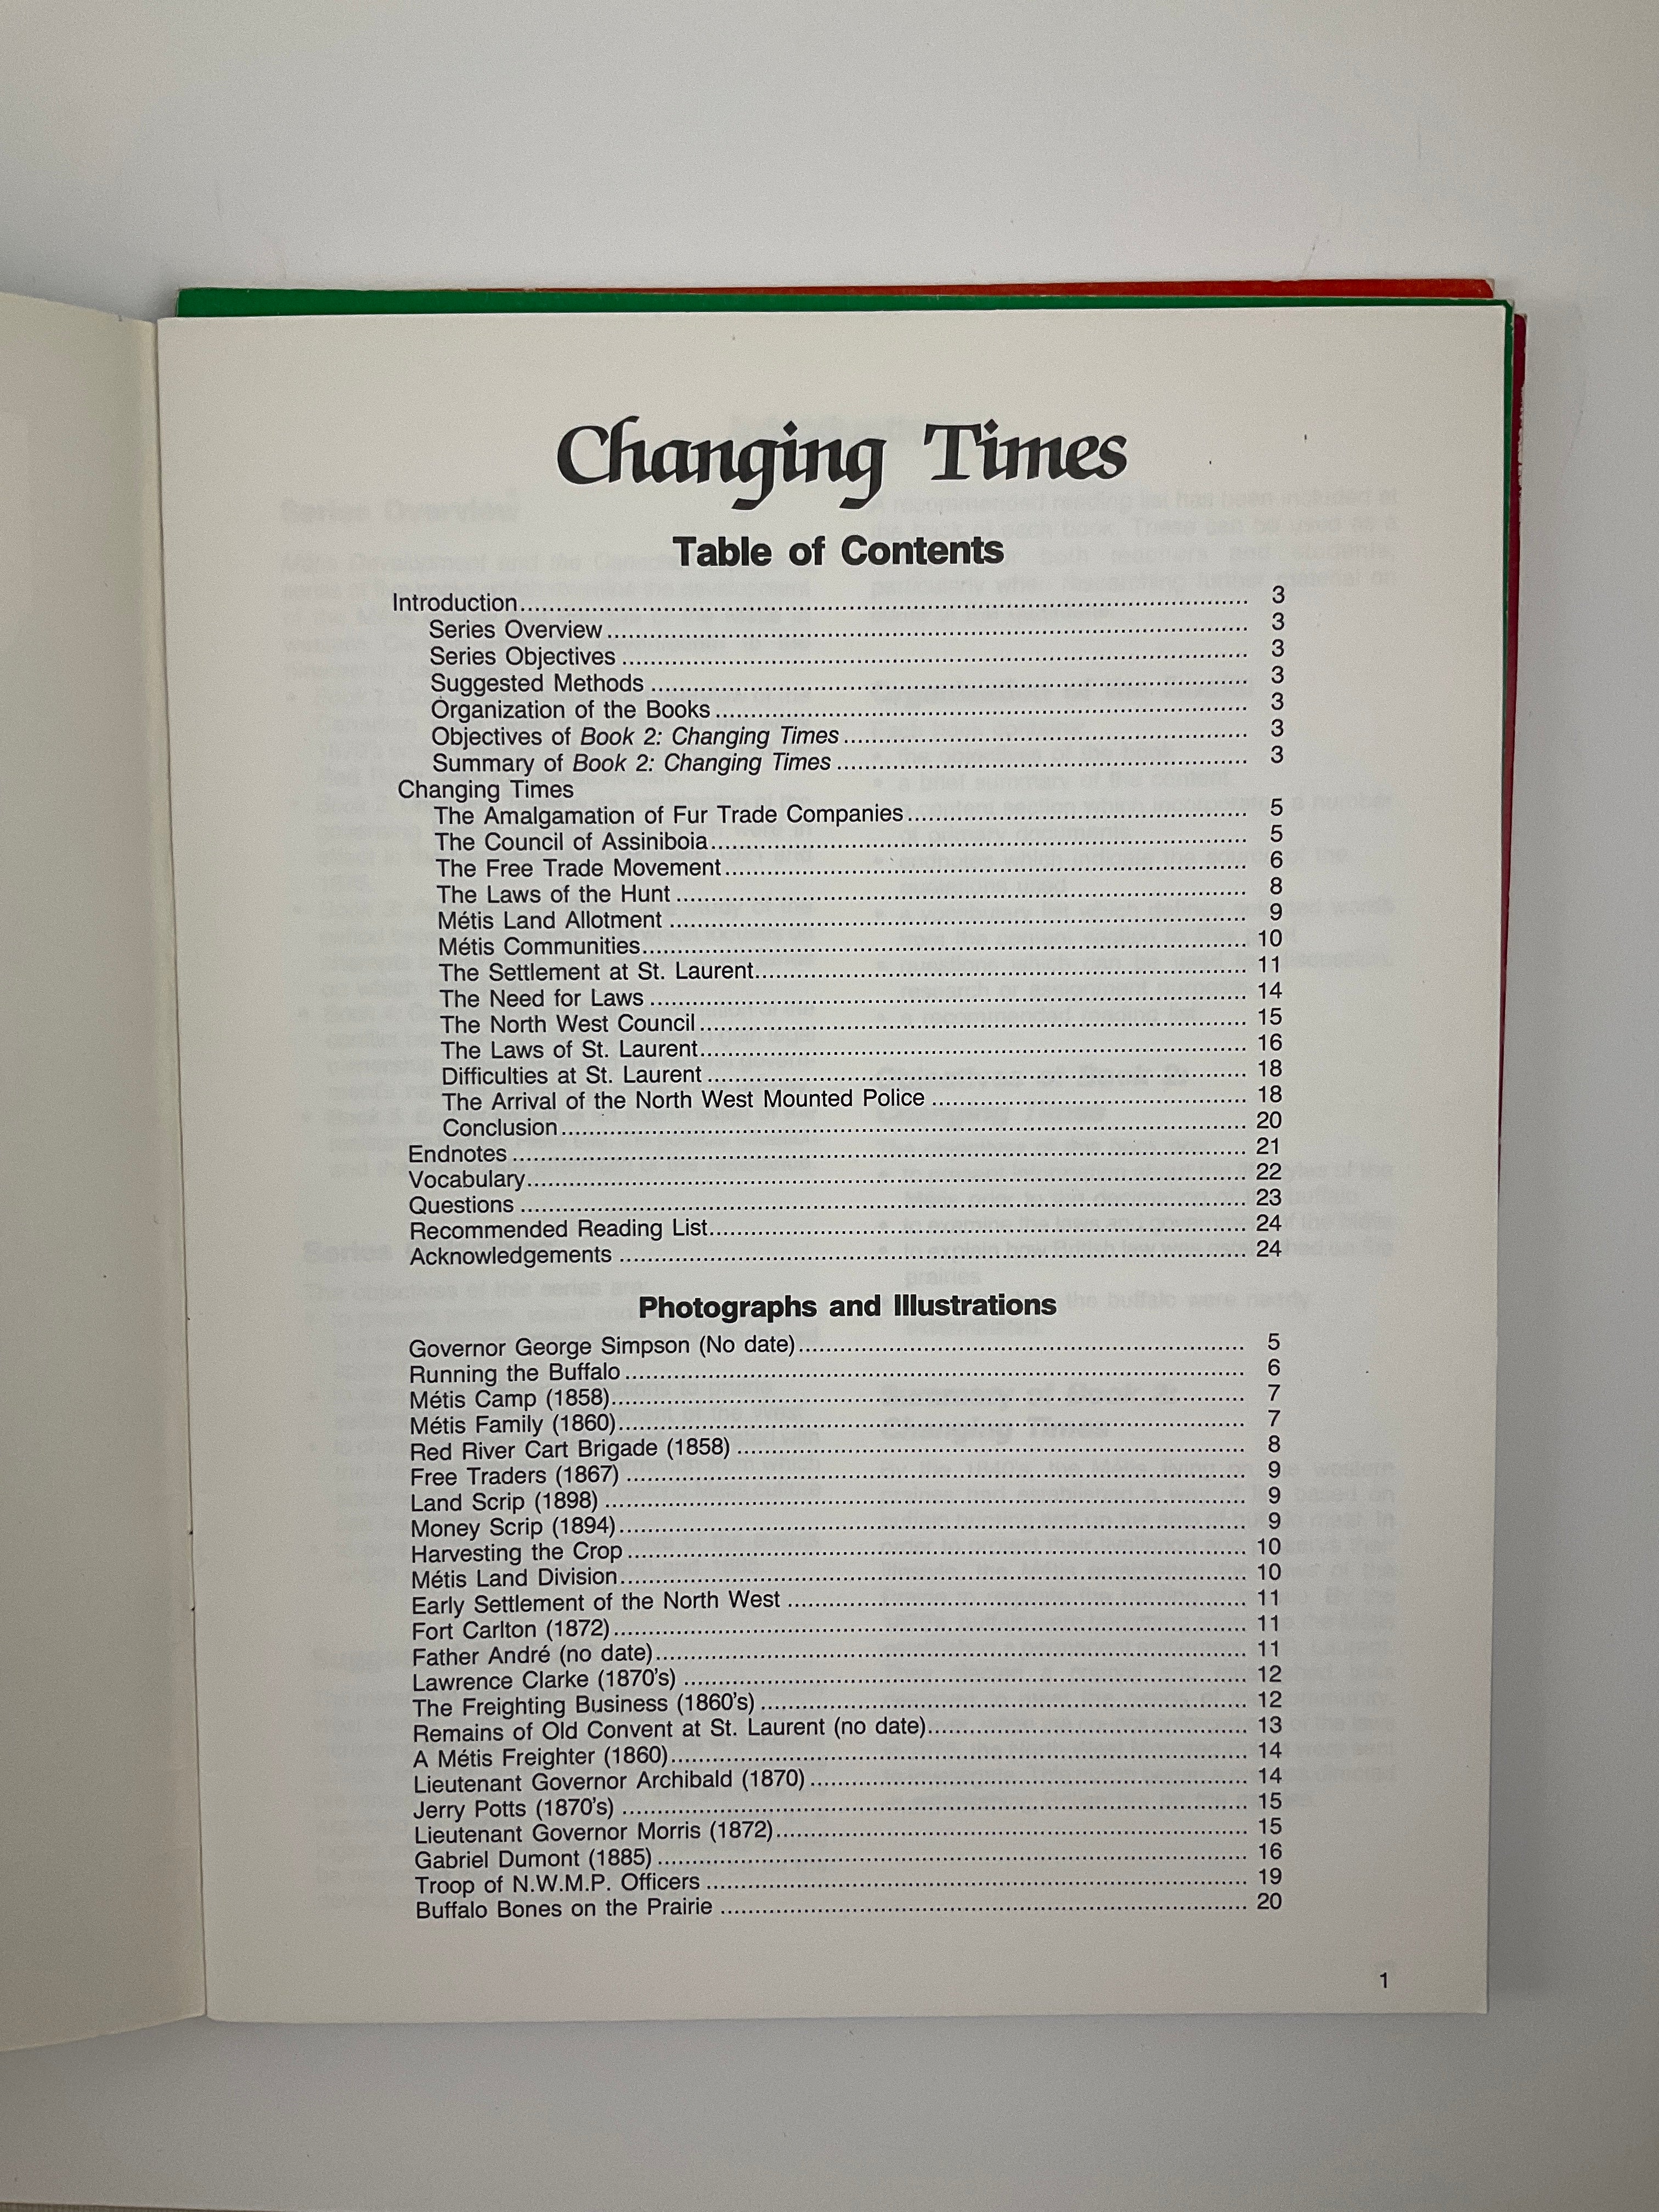 Changing Times
Table of Contents
Introduction........ 3
Series Overview........ 3
Series Objectives........ 3
Suggested Methods........ 3
Organization of the Books........ 3
Objectives of Book 2: Changing Times........ 3
Summary of Book 2: Changing Times........ 3
Changing Times
The Amalgamation of Fur Trade Companies........ 5
The Council of Assiniboia........ 5
The Free Trade Movement........ 6
The Laws of the Hunt........ 8
Métis Land Allotment........ 9
Métis Communities........ 10
The Settlement at St. Laurent........ 11
The Need for Laws........ 14
The North West Council........ 15
The Laws of St. Laurent........ 16
Difficulties at St. Laurent........ 18
The Arrival of the North West Mounted Police........ 18
Conclusion........ 20
Endnotes........ 21
Vocabulary........ 22
Questions........ 23
Recommended Reading List........ 24
Acknowledgements........ 24
Photographs and Illustrations
Governor George Simpson (No date)........ 5
Running the Buffalo........ 6
Métis Camp (1858)........ 7
Métis Family (1860)........ 7
Red River Cart Brigade (1858)........ 8
Free Traders (1867)........ 9
Land Scrip (1898)........ 9
Money Scrip (1894)........ 9
Harvesting the Crop........ 10
Métis Land Division........ 10
Early Settlement of the North West........ 11
Fort Carlton (1872)........ 11
Father André (no date)........ 11
Lawrence Clarke (1870's)........ 12
The Freighting Business (1860's)........ 12
Remains of Old Convent at St. Laurent (no date)........ 13
A Métis Freighter (1860)........ 14
Lieutenant Governor Archibald (1870)........ 14
Jerry Potts (1870's)........ 15
Lieutenant Governor Morris (1872)........ 15
Gabriel Dumont (1885)........ 16
Troop of N.W.M.P. Officers........ 19
Buffalo Bones on the Prairie........ 20
1